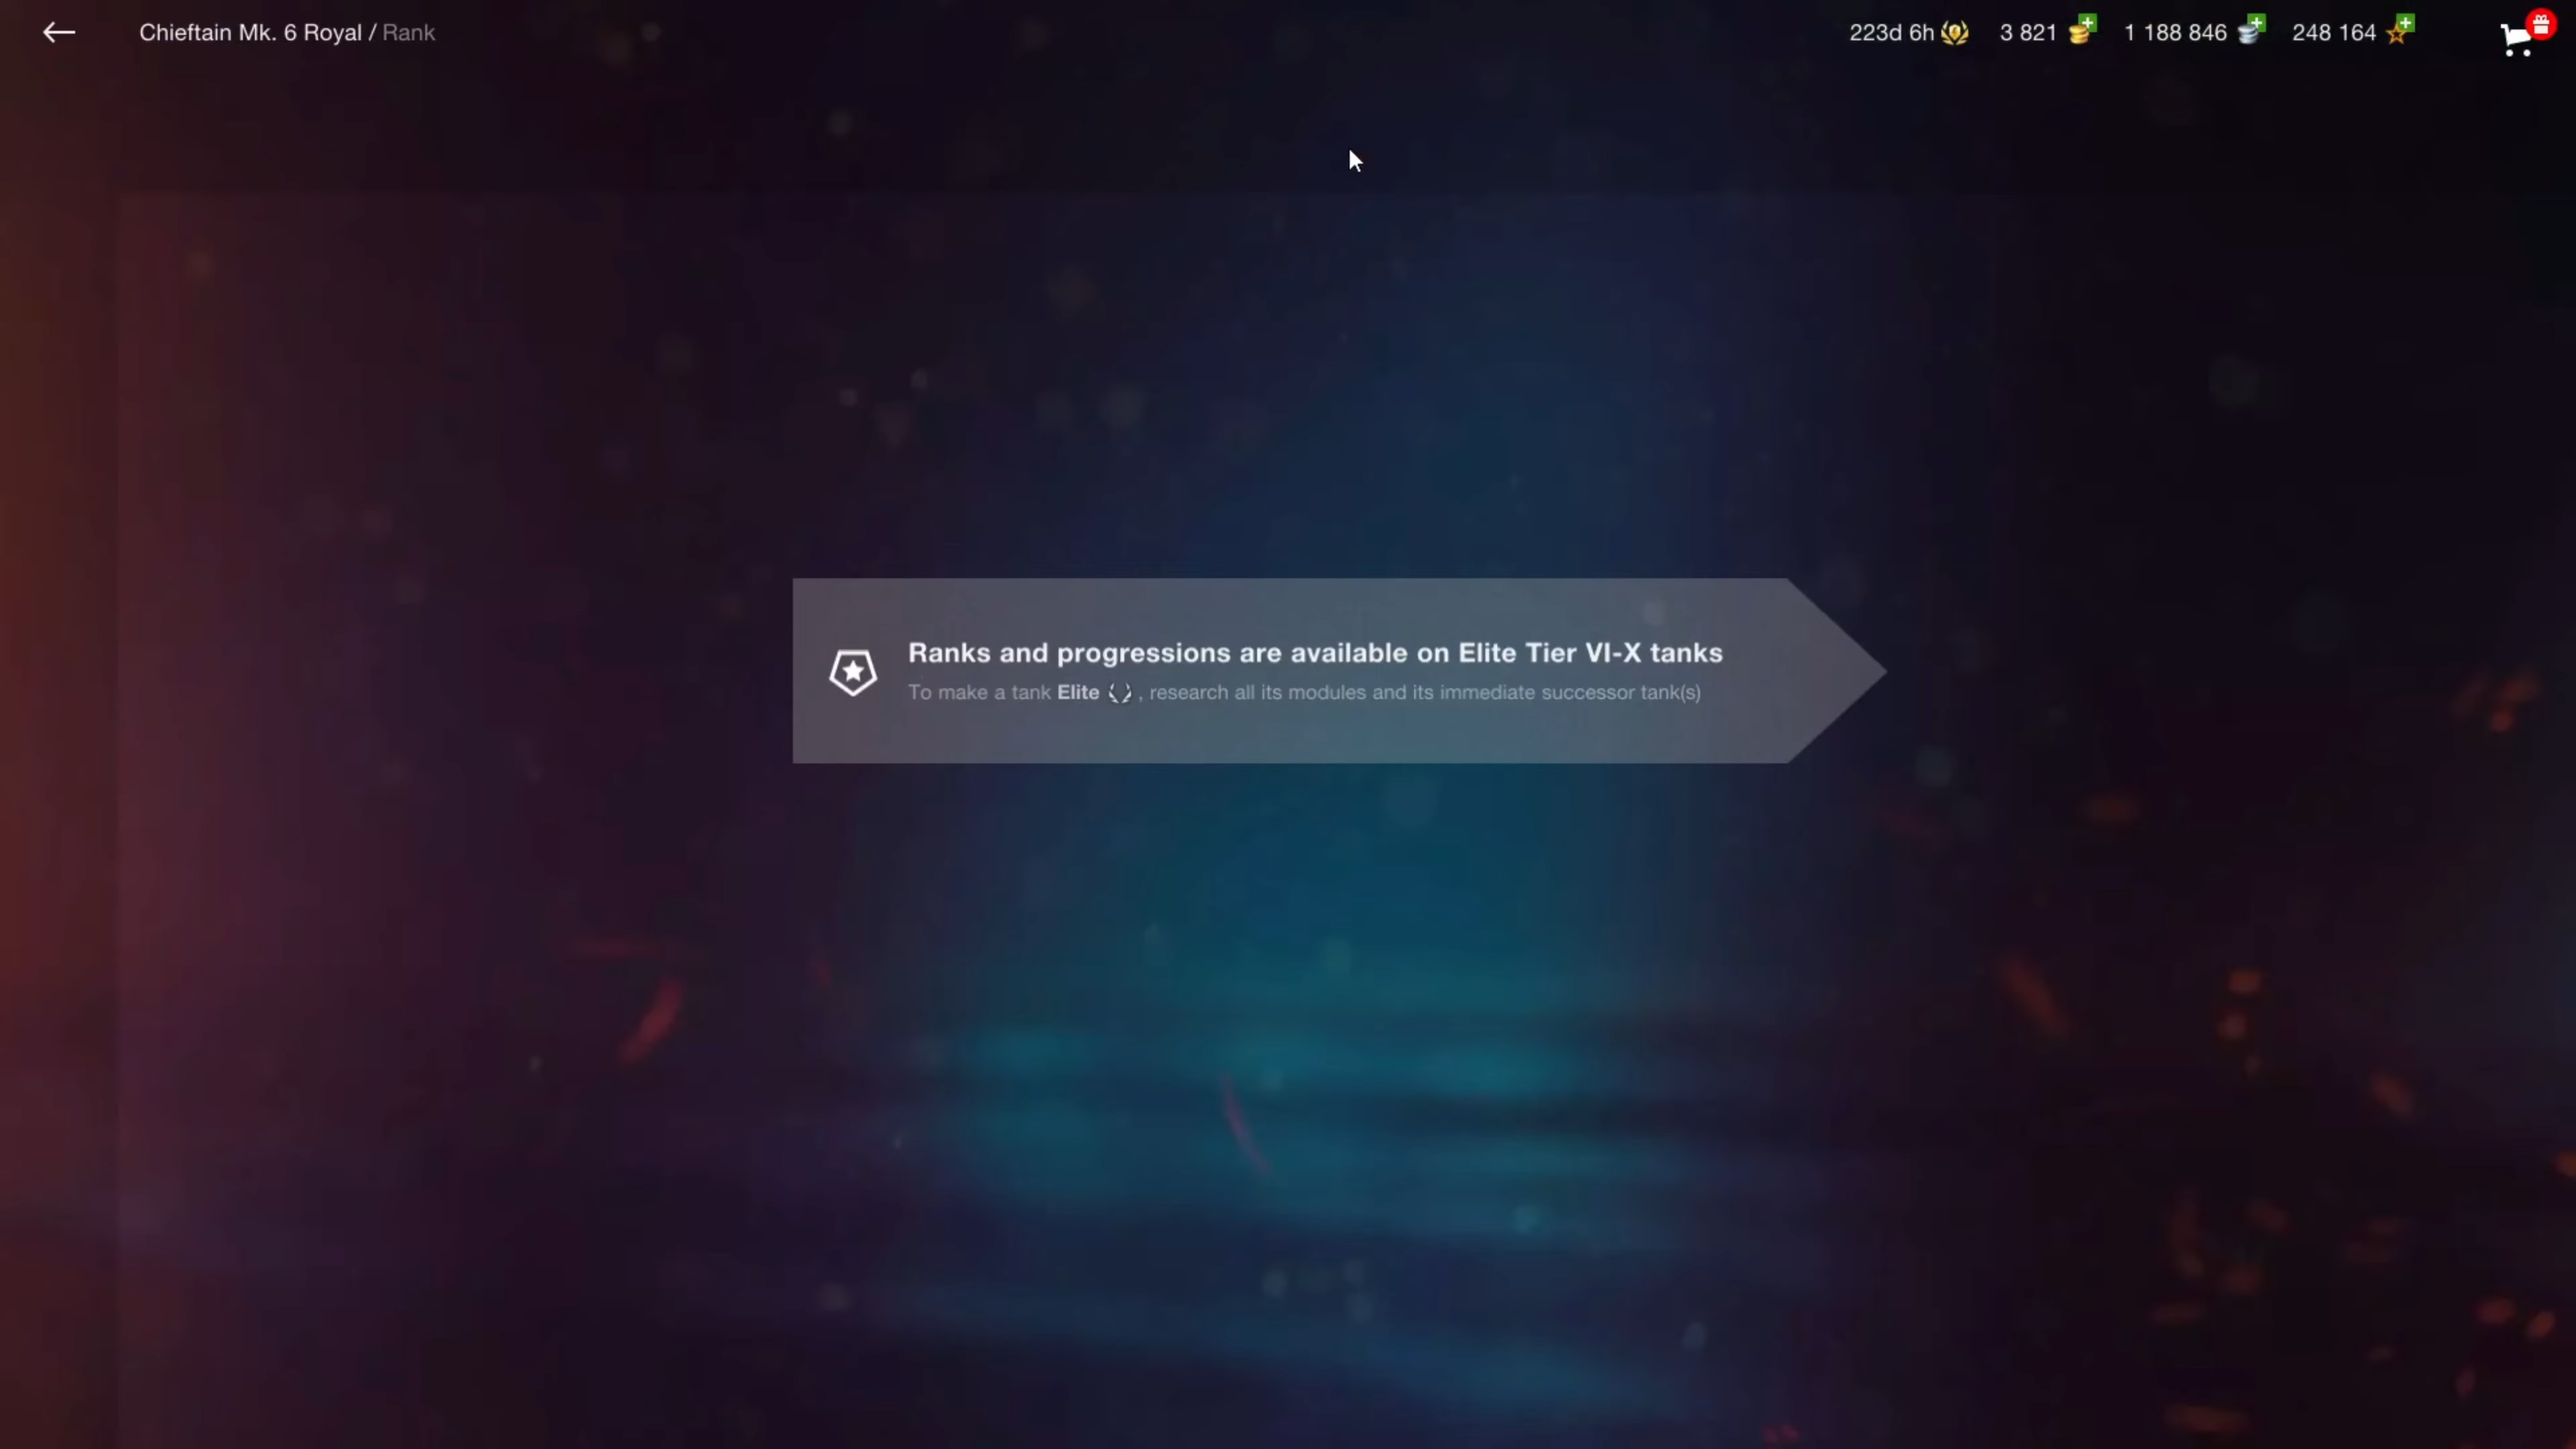 Chieftain Mk. 6 Royal / Rank
223d 6h 3 821 1 188 846 248 164
Ranks and progressions are available on Elite Tier VI-X tanks
To make a tank Elite , research all its modules and its immediate successor tank(s)